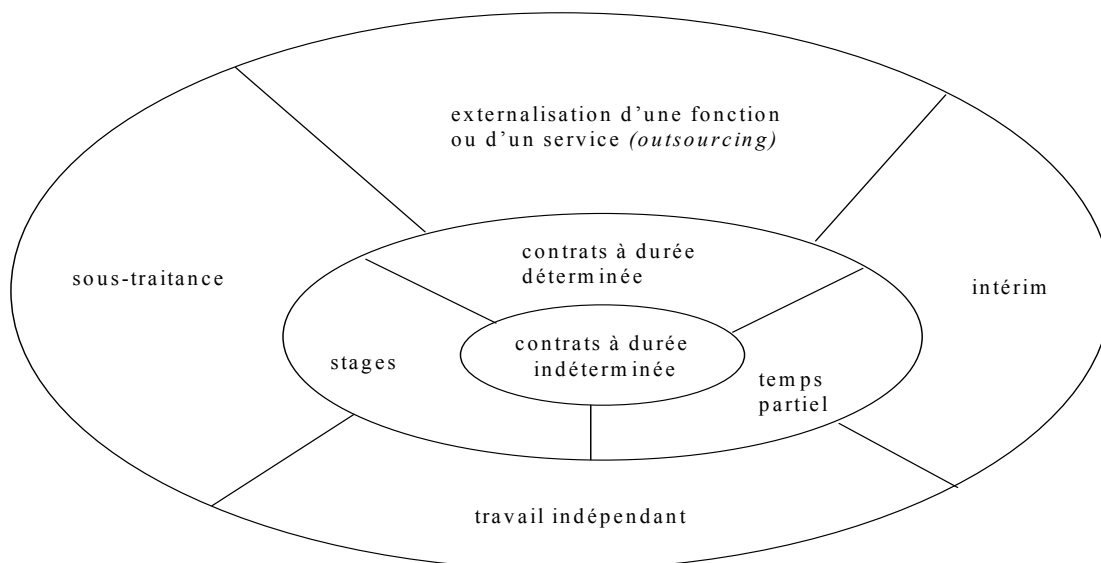 externalisation d’une fonction
ou d’un service (outsourcing)
contrats à durée
déterminée
sous-traitance
intérim
contrats à durée
indéterminée
stages
temps
partiel
travail indépendant